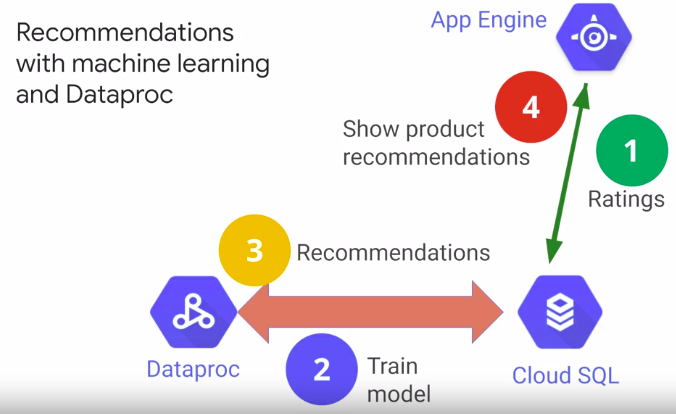 Recommendations
with machine learning
and Dataproc
App Engine
4
Show product
recommendations
1
Ratings
3
Recommendations
Dataproc
2
Train
model
Cloud SQL